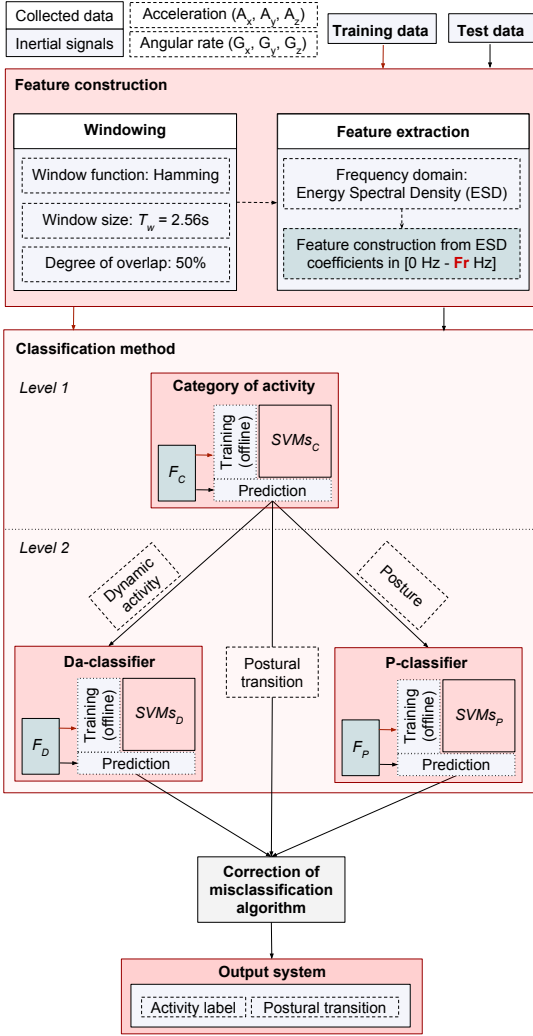 Collected data
Inertial signals
Acceleration (Ax, Ay, Az)
Angular rate (Gx, Gy, Gz)
Training data
Test data
Feature construction
Windowing
Window function: Hamming
Window size: Tw = 2.56s
Degree of overlap: 50%
Feature extraction
Frequency domain:
Energy Spectral Density (ESD)
Feature construction from ESD
coefficients in [0 Hz - Fr Hz]
Classification method
Level 1
Category of activity
FC
Training
(offline)
SVMsC
Prediction
Level 2
Dynamic
activity
Postural
transition
Posture
Da-classifier
FD
Training
(offline)
SVMsD
Prediction
P-classifier
FP
Training
(offline)
SVMsP
Prediction
Correction of
misclassification
algorithm
Output system
Activity label
Postural transition